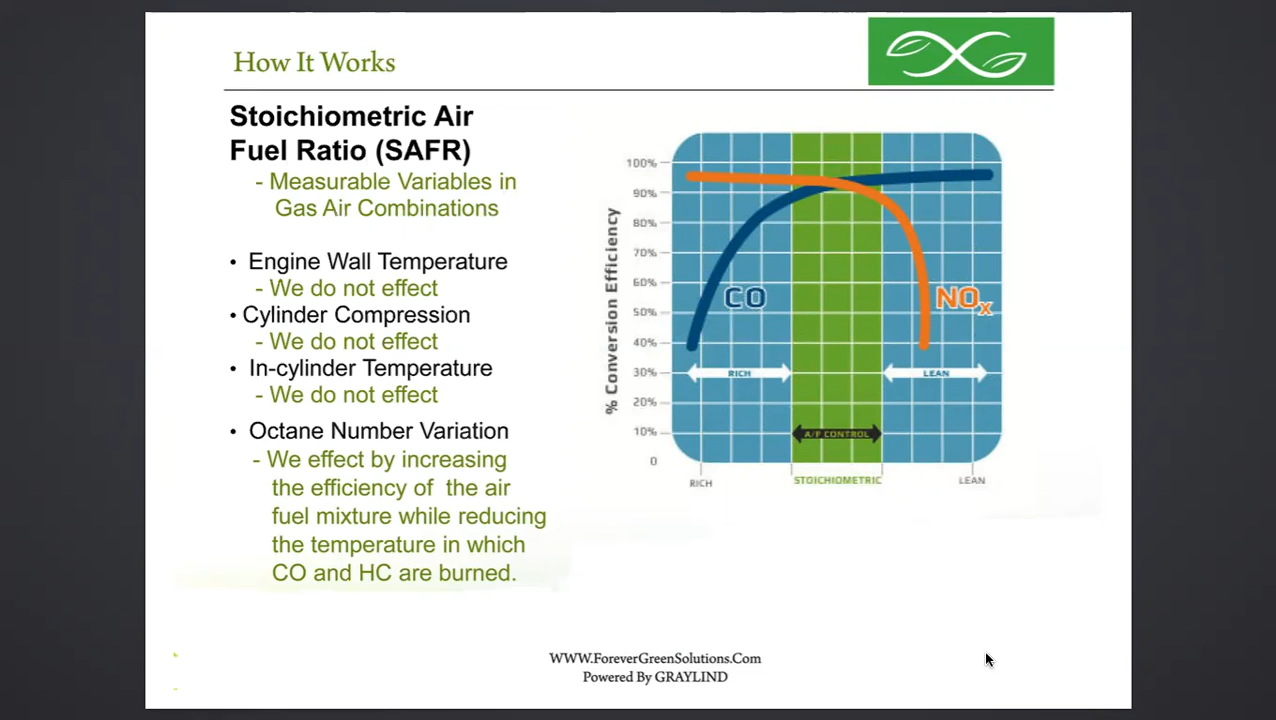 How It Works
Stoichiometric Air
Fuel Ratio (SAFR)
- Measurable Variables in
Gas Air Combinations
• Engine Wall Temperature
- We do not effect
• Cylinder Compression
- We do not effect
• In-cylinder Temperature
- We do not effect
• Octane Number Variation
- We effect by increasing
the efficiency of the air
fuel mixture while reducing
the temperature in which
CO and HC are burned.
% Conversion Efficiency
100%
90%
80%
70%
60%
50%
40%
30%
20%
10%
0
CO
NOx
RICH
LEAN
A/F CONTROL
RICH
STOICHIOMETRIC
LEAN
WWW.ForeverGreenSolutions.Com
Powered By GRAYLIND